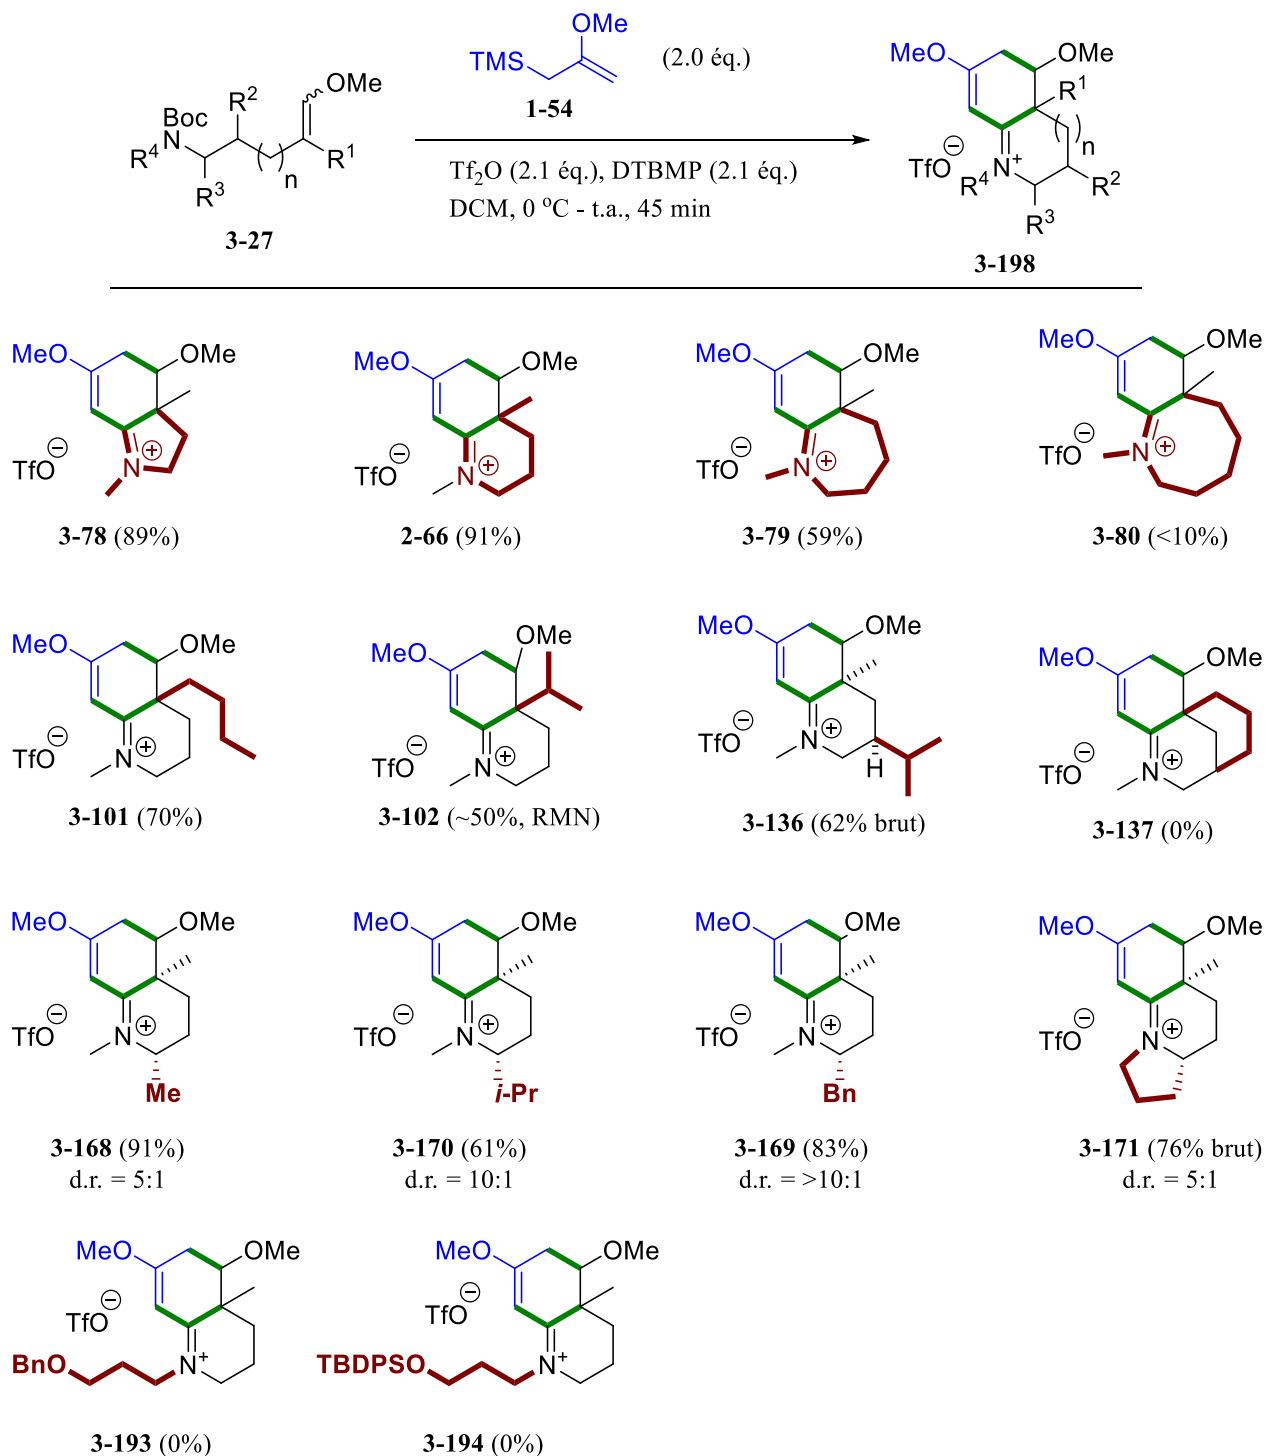 OMe
TMS
(2.0 éq.)
1-54
Boc
N
R⁴
R²
OMe
R¹
R³
n
3-27
Tf₂O (2.1 éq.), DTBMP (2.1 éq.)
DCM, 0 °C - t.a., 45 min
MeO
OMe
R¹
n
TfO⊖
N⁺
R⁴
R²
R³
3-198
MeO OMe
TfO⊖ N⊕
3-78 (89%)
MeO OMe
TfO⊖ N⊕
2-66 (91%)
MeO OMe
TfO⊖ N⊕
3-79 (59%)
MeO OMe
TfO⊖ N⊕
3-80 (<10%)
MeO OMe
TfO⊖ N⊕
3-101 (70%)
MeO OMe
TfO⊖ N⊕
3-102 (~50%, RMN)
MeO OMe
TfO⊖ N⊕
H
3-136 (62% brut)
MeO OMe
TfO⊖ N⊕
3-137 (0%)
MeO OMe
TfO⊖ N⊕
Me
3-168 (91%)
d.r. = 5:1
MeO OMe
TfO⊖ N⊕
i-Pr
3-170 (61%)
d.r. = 10:1
MeO OMe
TfO⊖ N⊕
Bn
3-169 (83%)
d.r. = >10:1
MeO OMe
TfO⊖ N⊕
3-171 (76% brut)
d.r. = 5:1
MeO OMe
TfO⊖
BnO N⁺
3-193 (0%)
MeO OMe
TfO⊖
TBDPSO N⁺
3-194 (0%)